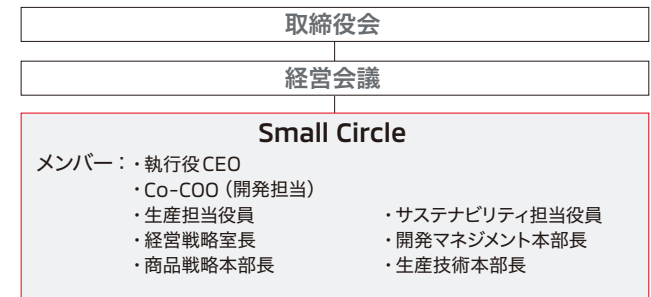 取締役会
経営会議
Small Circle
メンバー：・執行役CEO
・Co-COO（開発担当）
・生産担当役員 ・サステナビリティ担当役員
・経営戦略室長 ・開発マネジメント本部長
・商品戦略本部長 ・生産技術本部長